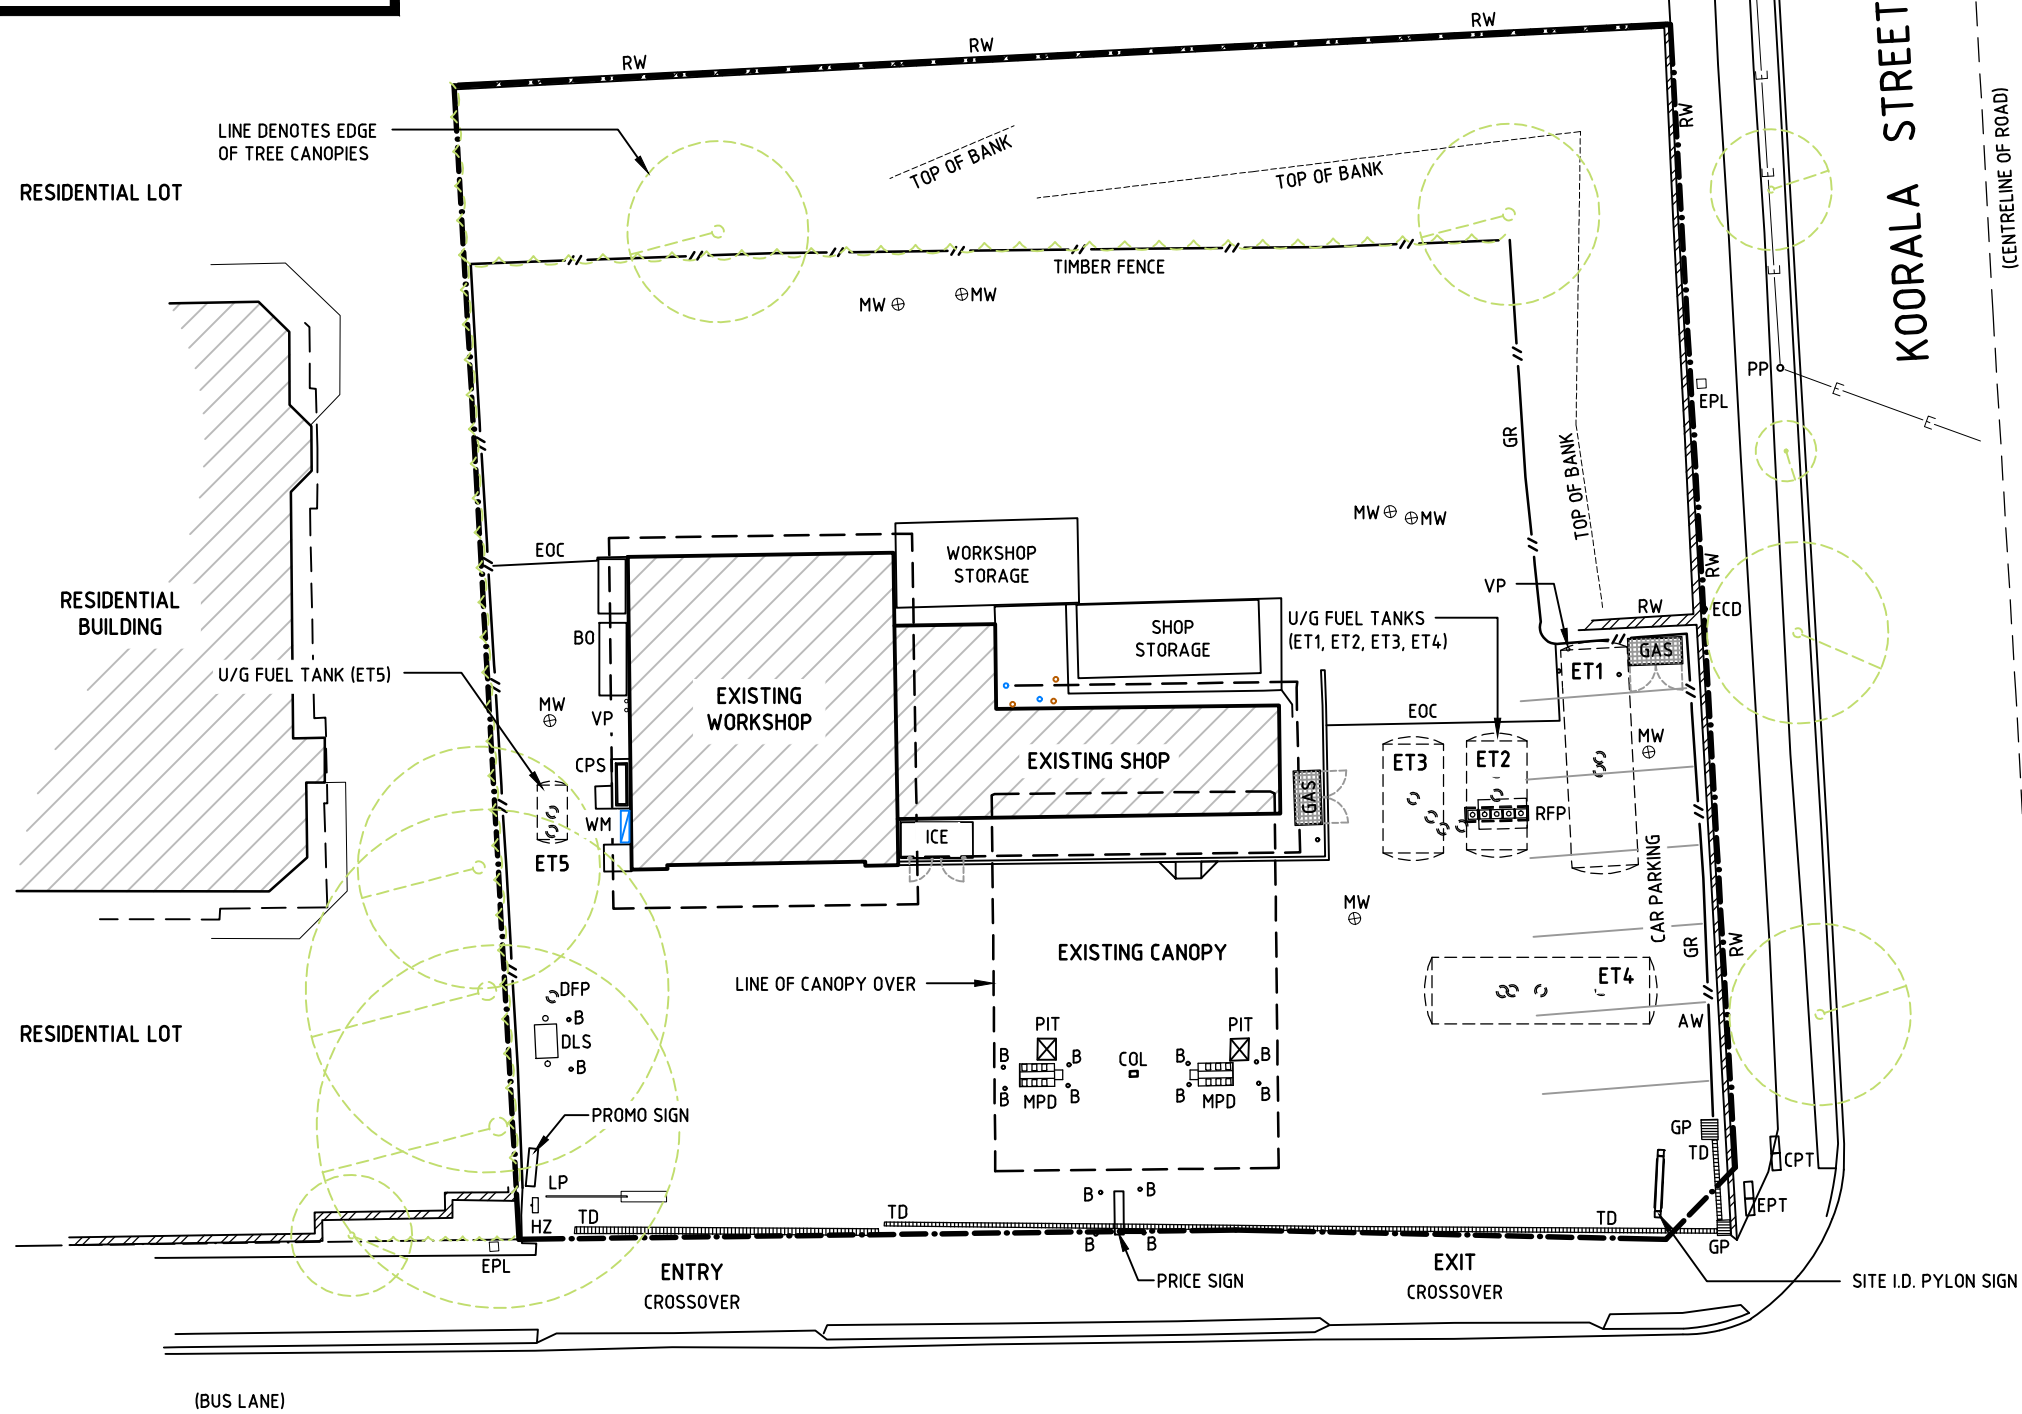 RW
RW
RW
KOORALA STREET
(CENTRELINE OF ROAD)
E
RW
LINE DENOTES EDGE
OF TREE CANOPIES
TOP OF BANK
TOP OF BANK
E
RESIDENTIAL LOT
TIMBER FENCE
E
MW
MW
PP
E
EPL
E
GR
TOP OF BANK
MW
MW
EOC
WORKSHOP
STORAGE
RW
VP
RESIDENTIAL
BUILDING
RW
ECD
BO
SHOP
STORAGE
U/G FUEL TANKS
(ET1, ET2, ET3, ET4)
GAS
U/G FUEL TANK (ET5)
ET1
EXISTING
WORKSHOP
MW
VP
EOC
MW
CPS
EXISTING SHOP
ET3
ET2
GAS
RFP
WM
ICE
ET5
CAR PARKING
MW
GR
RW
EXISTING CANOPY
LINE OF CANOPY OVER
ET4
DFP
B
AW
RESIDENTIAL LOT
DLS
PIT
PIT
B
B
COL
B
B
B
B
MPD
B
B
MPD
B
PROMO SIGN
GP
TD
CPT
LP
B
B
EPT
HZ
TD
TD
TD
B
B
GP
EPL
ENTRY
CROSSOVER
PRICE SIGN
EXIT
CROSSOVER
SITE I.D. PYLON SIGN
(BUS LANE)